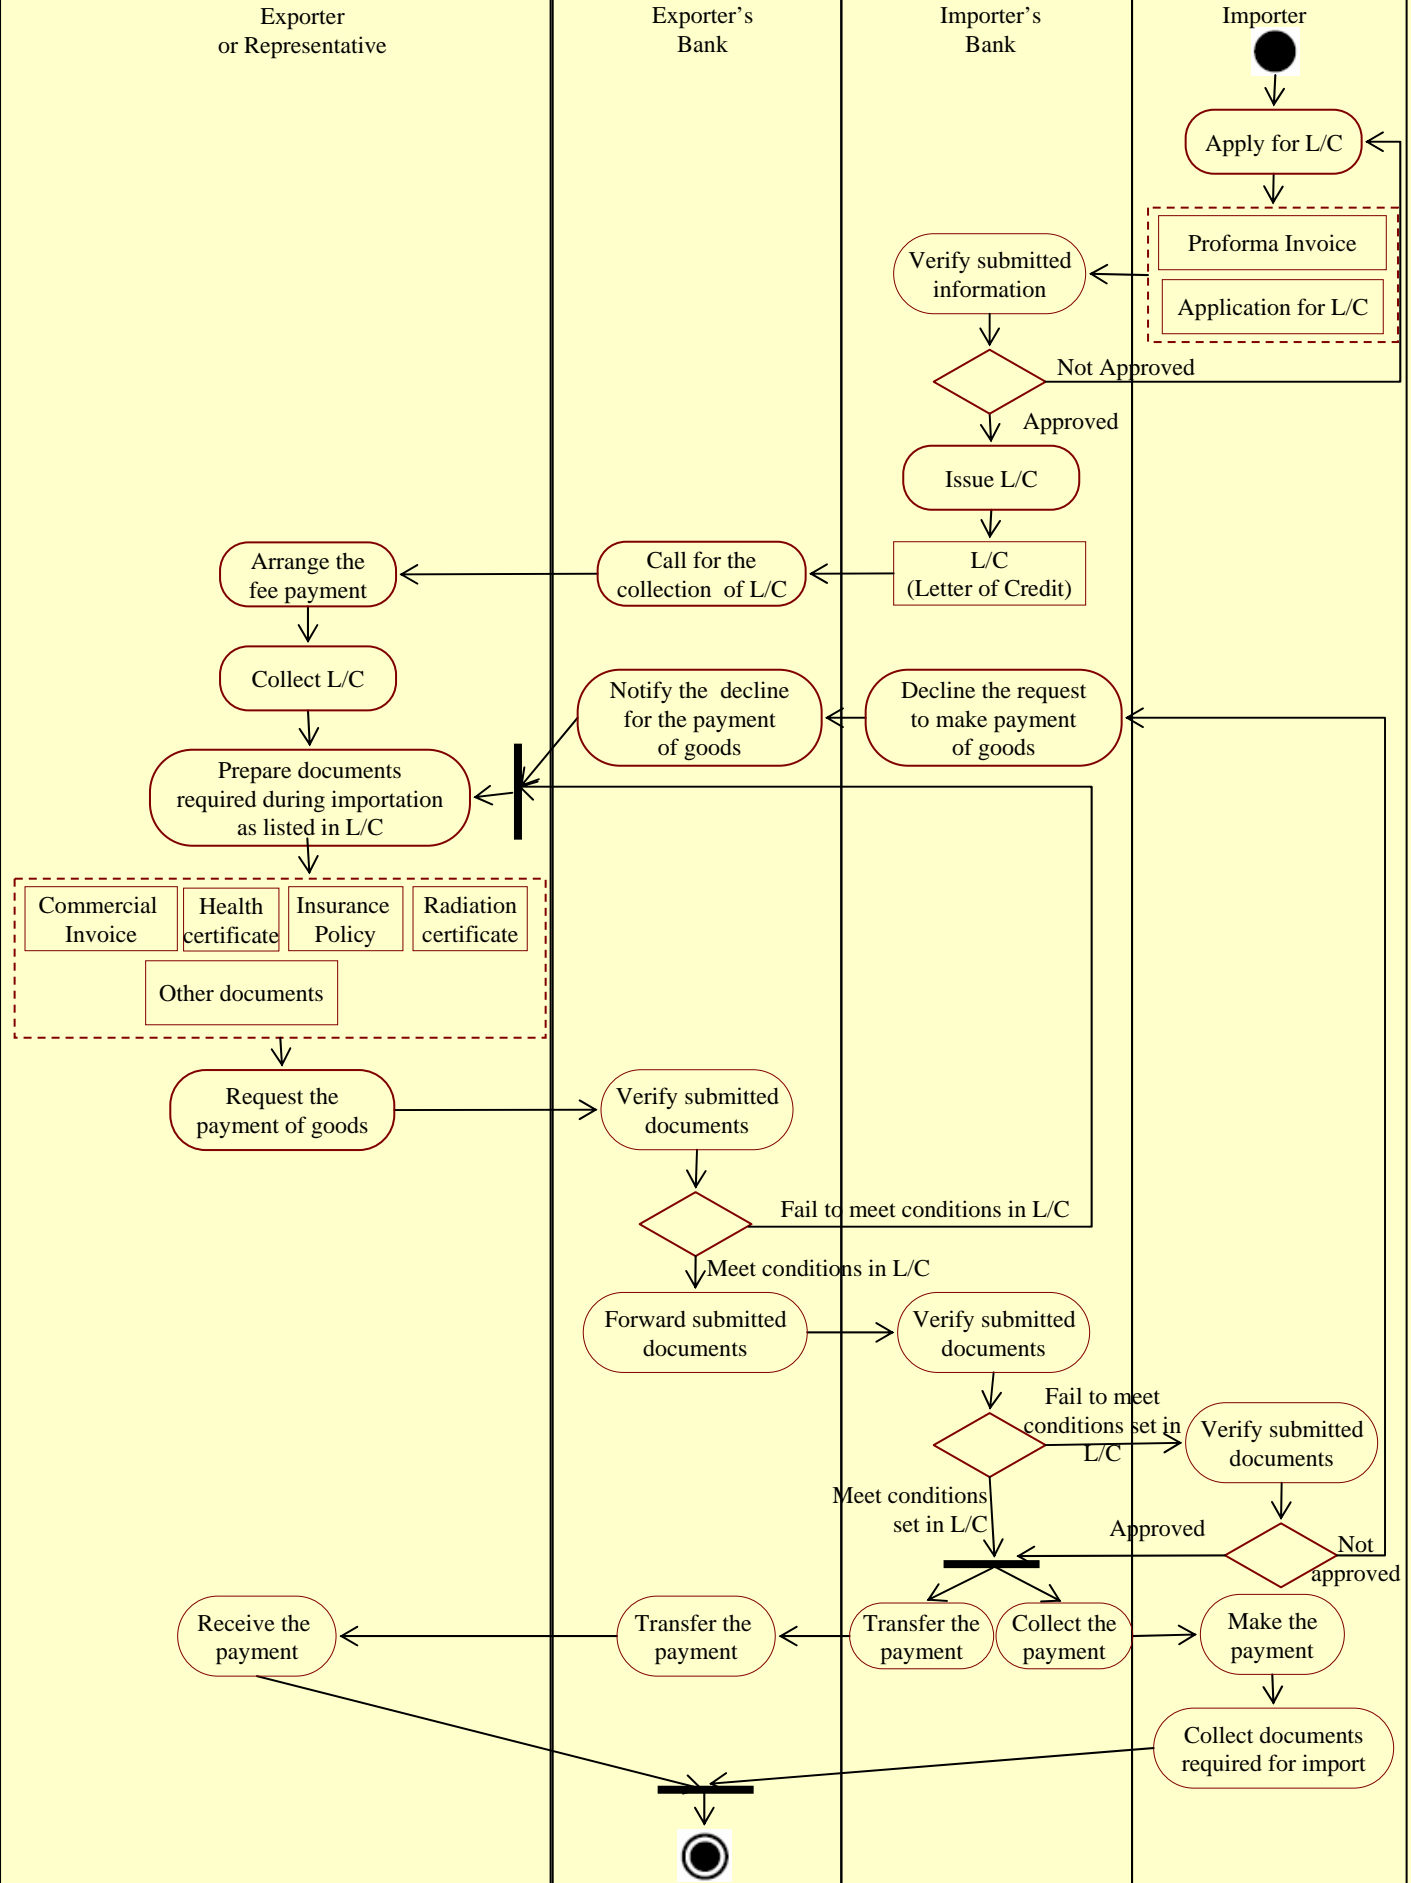 Exporter
or Representative
Exporter's
Bank
Importer's
Bank
Importer
Apply for L/C
Proforma Invoice
Application for L/C
Verify submitted
information
Not Approved
Approved
Issue L/C
L/C
(Letter of Credit)
Call for the
collection of L/C
Arrange the
fee payment
Collect L/C
Notify the decline
for the payment
of goods
Decline the request
to make payment
of goods
Prepare documents
required during importation
as listed in L/C
Commercial
Invoice
Health
certificate
Insurance
Policy
Radiation
certificate
Other documents
Request the
payment of goods
Verify submitted
documents
Fail to meet conditions in L/C
Meet conditions in L/C
Forward submitted
documents
Verify submitted
documents
Fail to meet
conditions set in
L/C
Verify submitted
documents
Meet conditions
set in L/C
Approved
Not
approved
Receive the
payment
Transfer the
payment
Transfer the
payment
Collect the
payment
Make the
payment
Collect documents
required for import